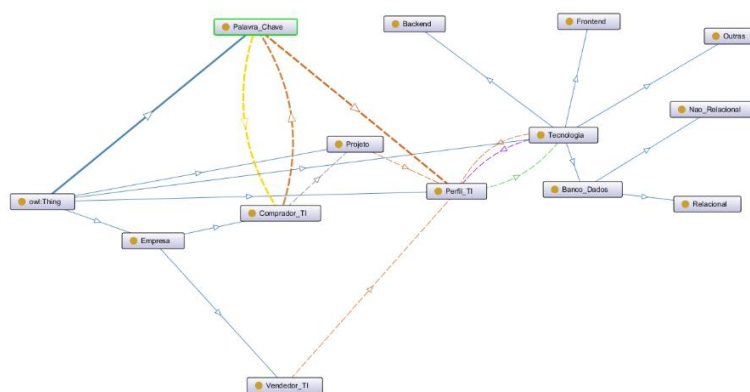 Palavra_Chave
Backend
Frontend
Outras
Nao_Relacional
Projeto
Tecnologia
owl:Thing
Perfil_TI
Banco_Dados
Comprador_TI
Relacional
Empresa
Vendedor_TI